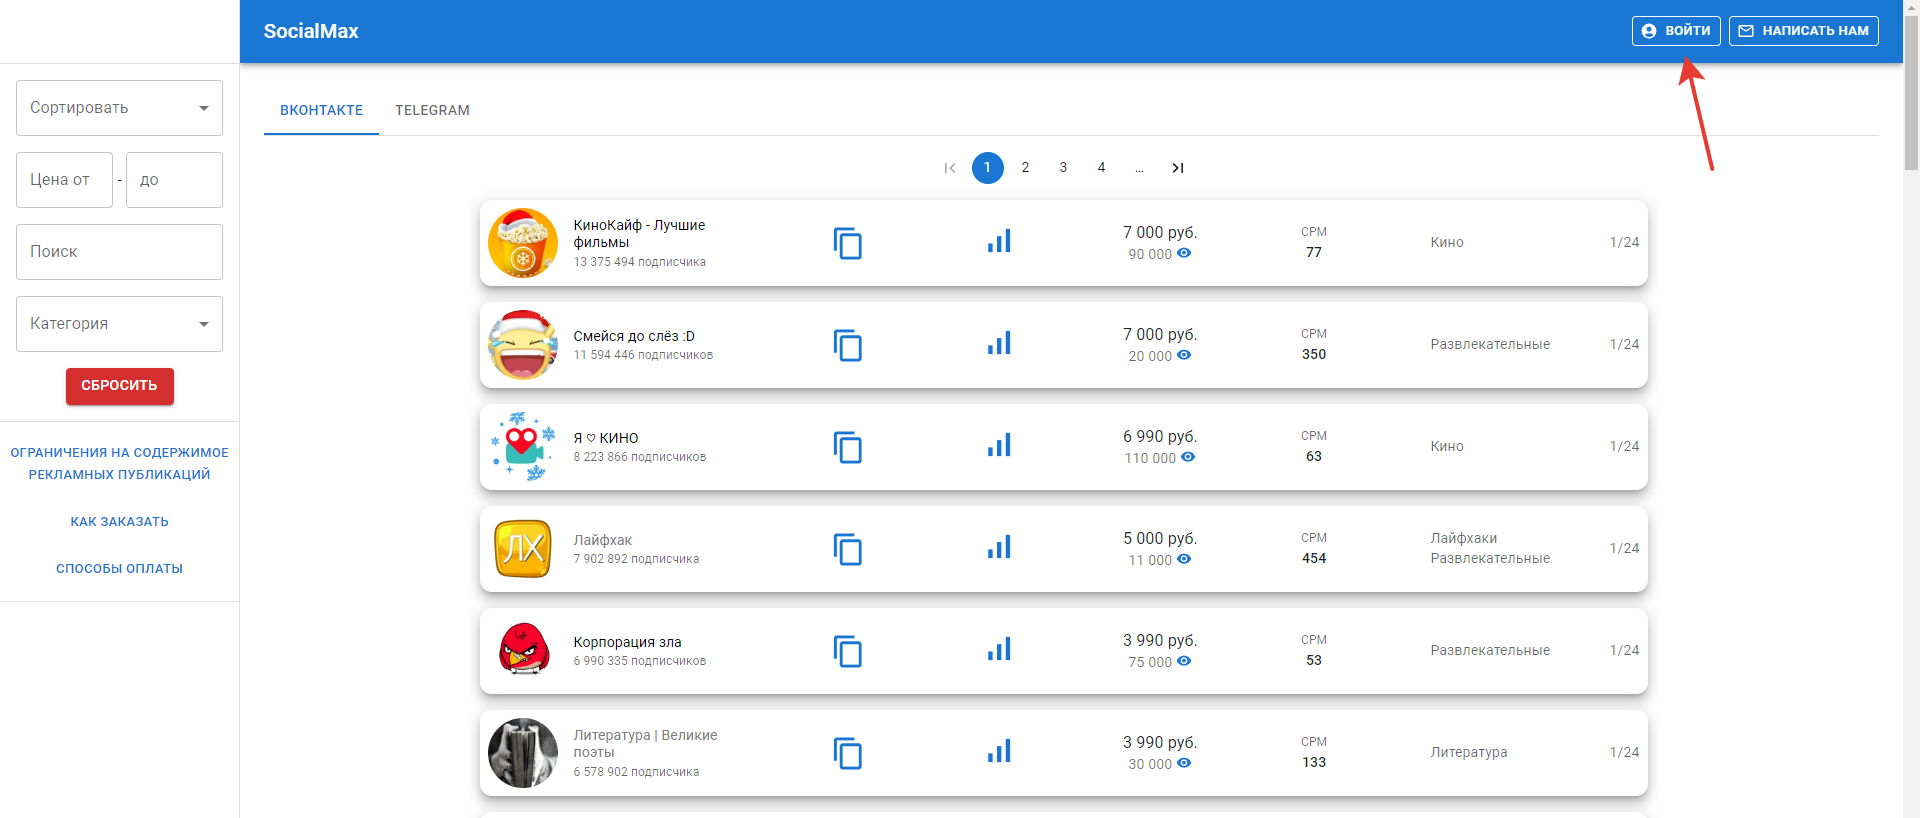 SocialMax
ВОЙТИ
НАПИСАТЬ НАМ
Сортировать
Цена от - до
Поиск
Категория
СБРОСИТЬ
ОГРАНИЧЕНИЯ НА СОДЕРЖИМОЕ
РЕКЛАМНЫХ ПУБЛИКАЦИЙ
КАК ЗАКАЗАТЬ
СПОСОБЫ ОПЛАТЫ
ВКОНТАКТЕ TELEGRAM
1 2 3 4 ...
КиноКайф - Лучшие
фильмы
13 375 494 подписчика
7 000 руб.
90 000
CPM
77
Кино
1/24
Смейся до слёз :D
11 594 446 подписчиков
7 000 руб.
20 000
CPM
350
Развлекательные
1/24
Я ♡ КИНО
8 223 866 подписчиков
6 990 руб.
110 000
CPM
63
Кино
1/24
ЛХ
Лайфхак
7 902 892 подписчика
5 000 руб.
11 000
CPM
454
Лайфхаки
Развлекательные
1/24
Корпорация зла
6 990 335 подписчиков
3 990 руб.
75 000
CPM
53
Развлекательные
1/24
Литература | Великие
поэты
6 578 902 подписчика
3 990 руб.
30 000
CPM
133
Литература
1/24